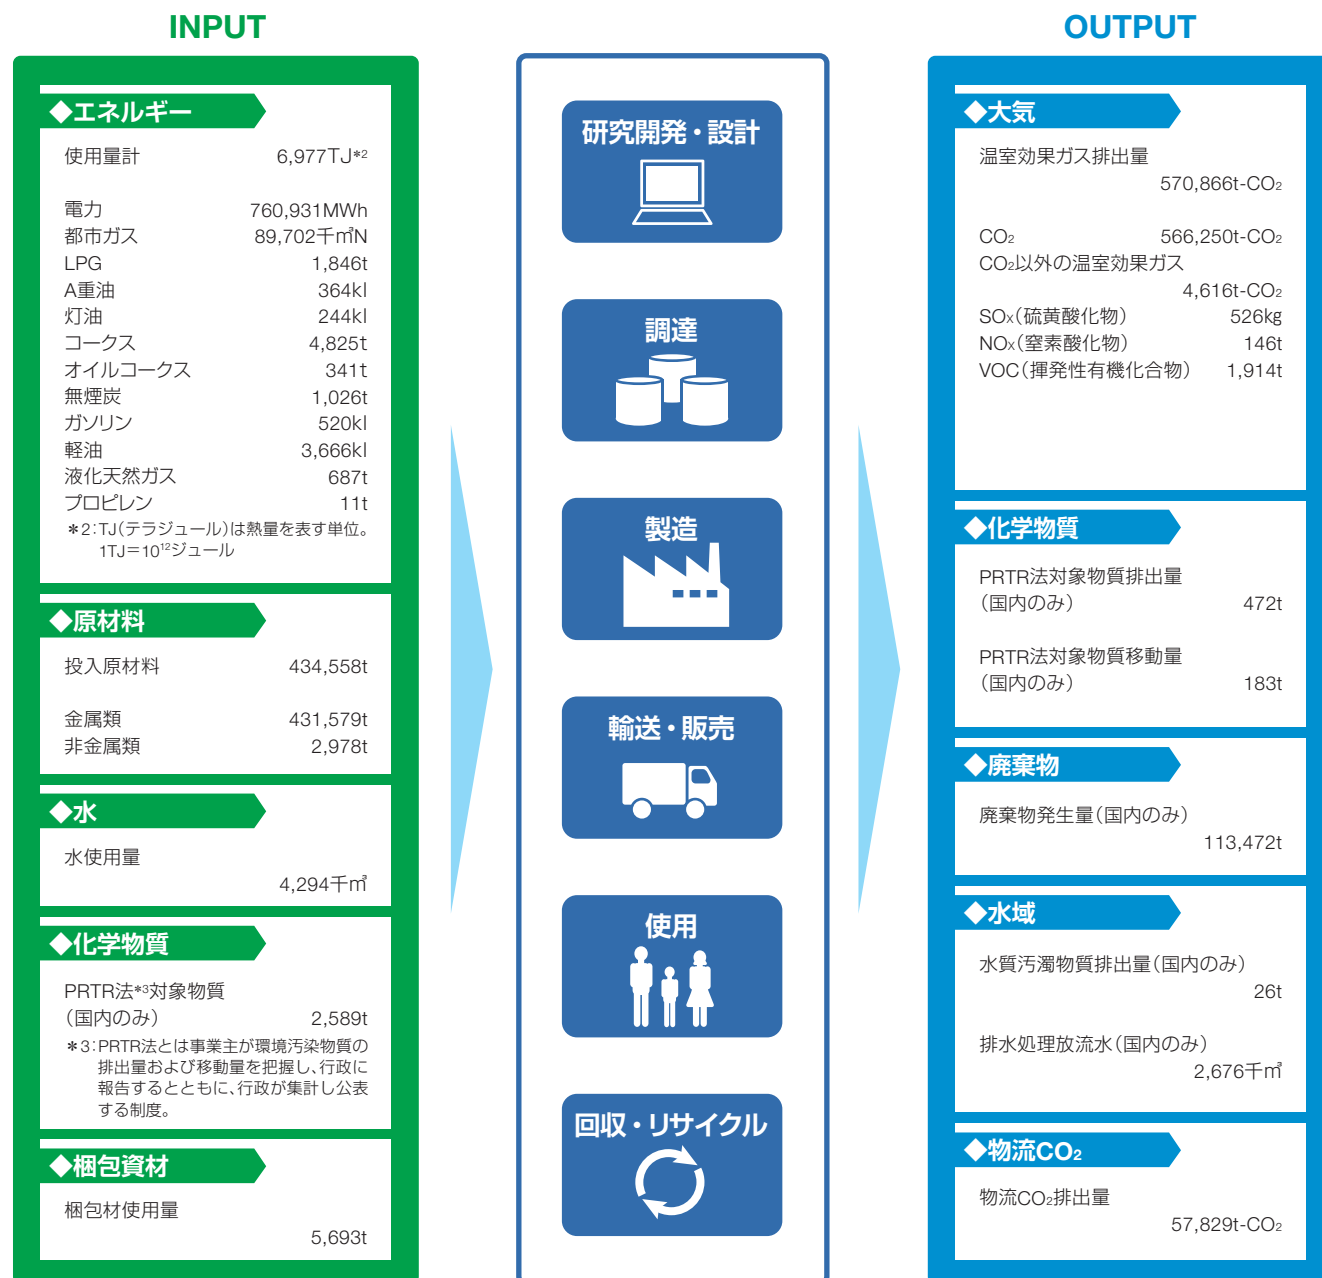 INPUT
◆エネルギー
使用量計 6,977TJ*2
電力 760,931MWh
都市ガス 89,702千㎥N
LPG 1,846t
A重油 364kl
灯油 244kl
コークス 4,825t
オイルコークス 341t
無煙炭 1,026t
ガソリン 520kl
軽油 3,666kl
液化天然ガス 687t
プロピレン 11t
*2:TJ(テラジュール)は熱量を表す単位。
1TJ=10¹²ジュール
◆原材料
投入原材料 434,558t
金属類 431,579t
非金属類 2,978t
◆水
水使用量
4,294千㎥
◆化学物質
PRTR法*3対象物質
(国内のみ) 2,589t
*3:PRTR法とは事業主が環境汚染物質の
排出量および移動量を把握し、行政に
報告するとともに、行政が集計し公表
する制度。
◆梱包資材
梱包材使用量
5,693t
研究開発・設計
調達
製造
輸送・販売
使用
回収・リサイクル
OUTPUT
◆大気
温室効果ガス排出量
570,866t-CO₂
CO₂ 566,250t-CO₂
CO₂以外の温室効果ガス
4,616t-CO₂
SOx(硫黄酸化物) 526kg
NOx(窒素酸化物) 146t
VOC(揮発性有機化合物) 1,914t
◆化学物質
PRTR法対象物質排出量
(国内のみ) 472t
PRTR法対象物質移動量
(国内のみ) 183t
◆廃棄物
廃棄物発生量(国内のみ)
113,472t
◆水域
水質汚濁物質排出量(国内のみ)
26t
排水処理放流水(国内のみ)
2,676千㎥
◆物流CO₂
物流CO₂排出量
57,829t-CO₂